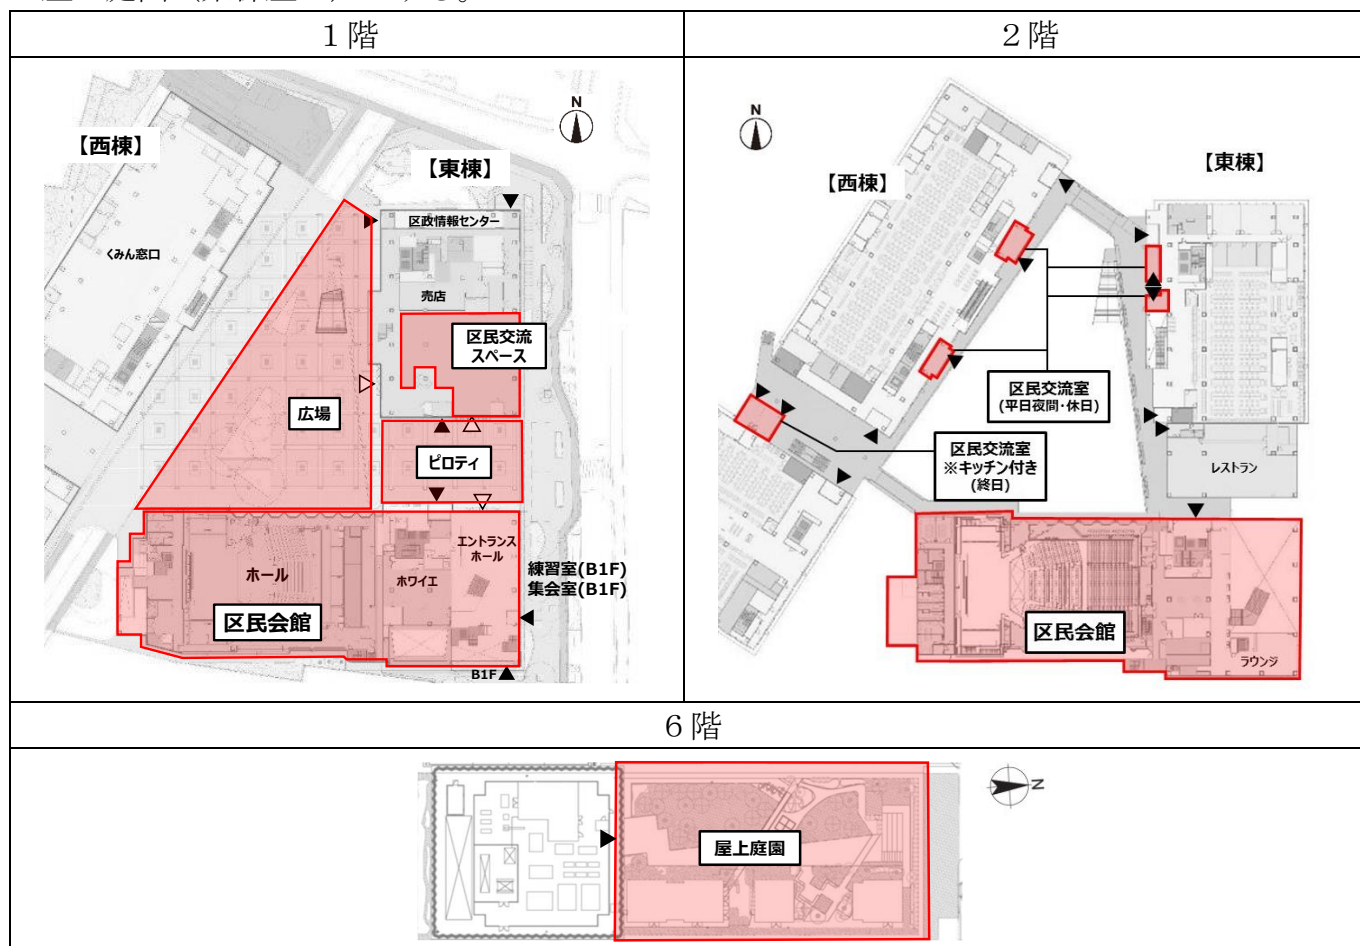 1階
2階
N
【西棟】
【東棟】
区政情報センター
くみん窓口
売店
区民交流
スペース
広場
ピロティ
エントランス
ホール
ホール
ホワイエ
練習室(B1F)
集会室(B1F)
区民会館
B1F
N
【東棟】
【西棟】
区民交流室
(平日夜間・休日)
区民交流室
※キッチン付き
(終日)
レストラン
区民会館
ラウンジ
6階
N
屋上庭園